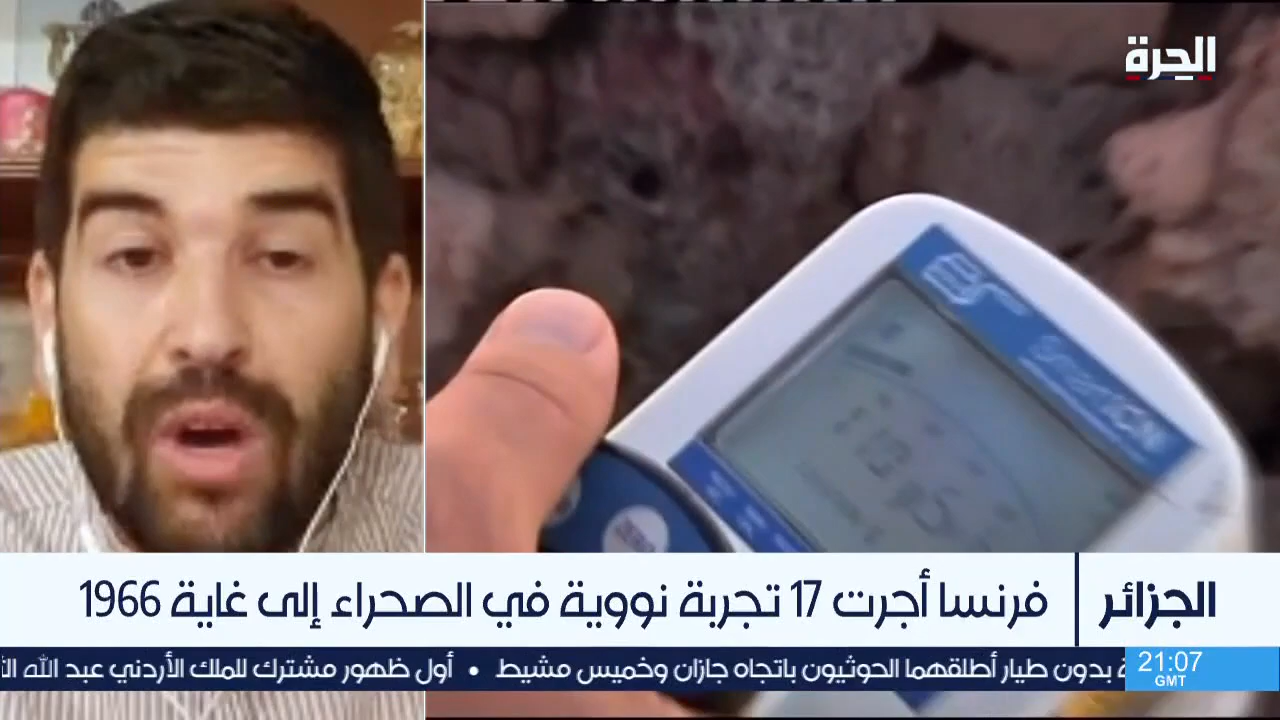 الحرة
الجزائر
فرنسا أجرت 17 تجربة نووية في الصحراء إلى غاية 1966
بدون طيار أطلقهما الحوثيون باتجاه جازان وخميس مشيط • أول ظهور مشترك للملك الأردني عبد الله
21:07
GMT